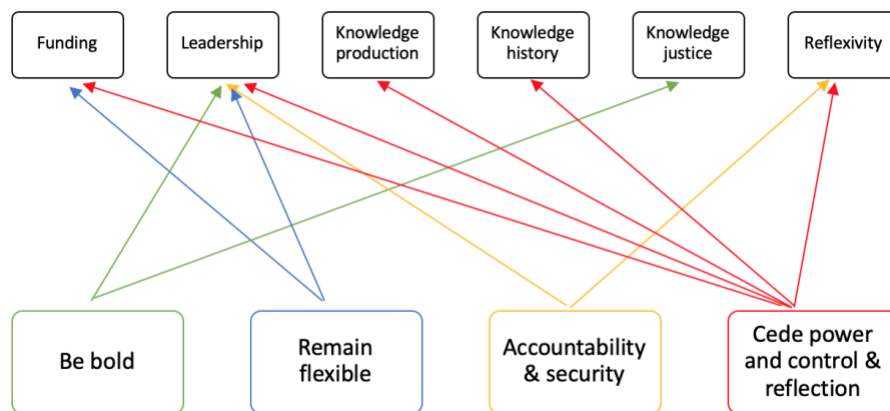 Funding
Leadership
Knowledge
production
Knowledge
history
Knowledge
justice
Reflexivity
Be bold
Remain
flexible
Accountability
& security
Cede power
and control &
reflection